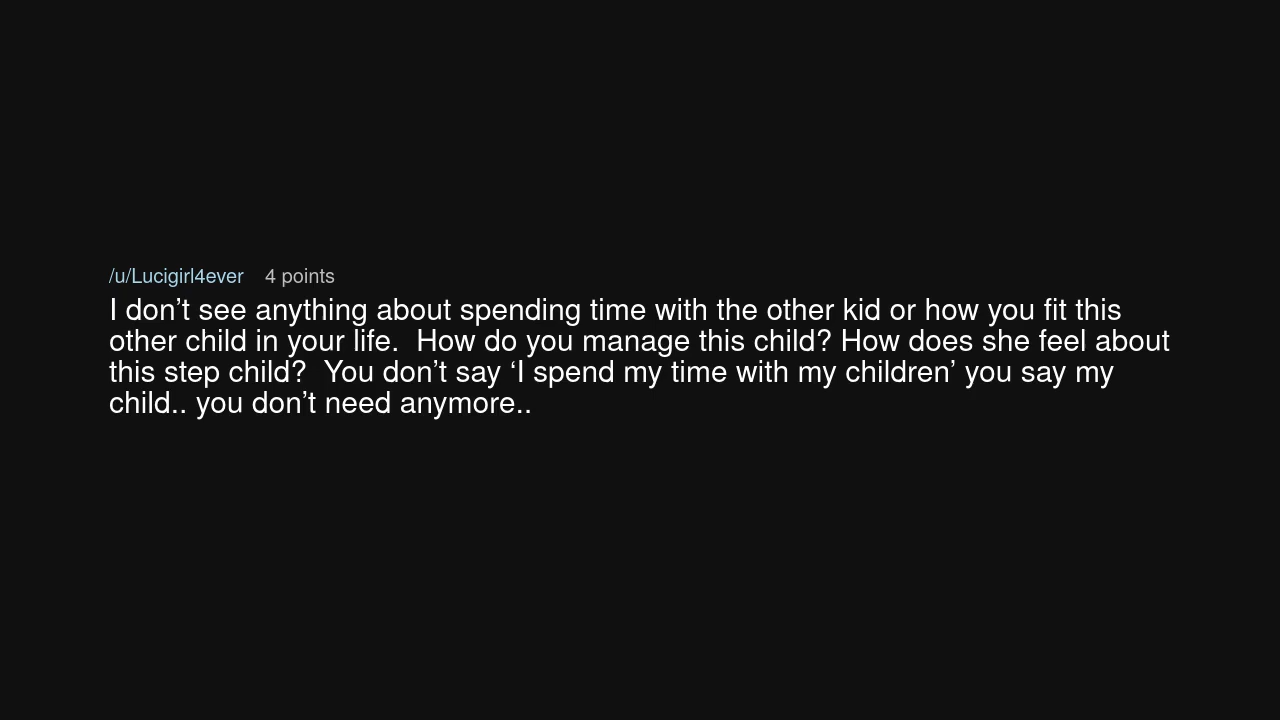 /u/Lucigirl4ever 4 points
I don’t see anything about spending time with the other kid or how you fit this
other child in your life.  How do you manage this child? How does she feel about
this step child?  You don’t say ‘I spend my time with my children’ you say my
child.. you don’t need anymore..